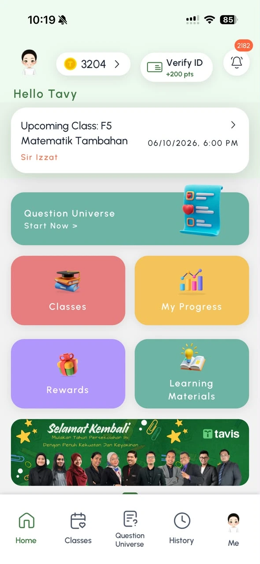 10:19
85
3204
Verify ID
+200 pts
2182
Hello Tavy
Upcoming Class: F5
Matematik Tambahan
06/10/2026, 6:00 PM
Sir Izzat
Question Universe
Start Now >
Classes
My Progress
Rewards
Learning
Materials
Selamat Kembali
tavis
Home
Classes
Question
Universe
History
Me